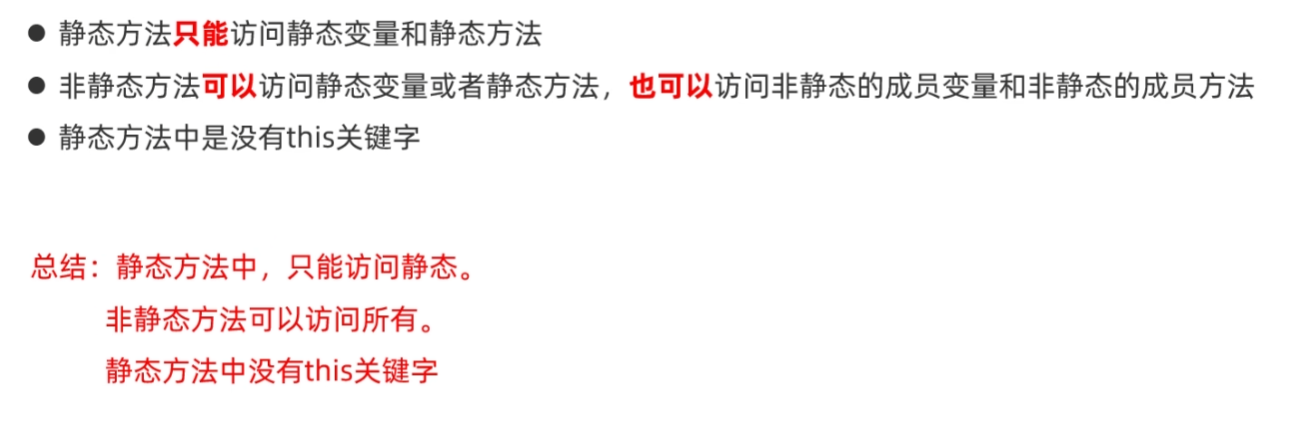 ● 静态方法只能访问静态变量和静态方法
● 非静态方法可以访问静态变量或者静态方法，也可以访问非静态的成员变量和非静态的成员方法
● 静态方法中是没有this关键字
总结：静态方法中，只能访问静态。
非静态方法可以访问所有。
静态方法中没有this关键字